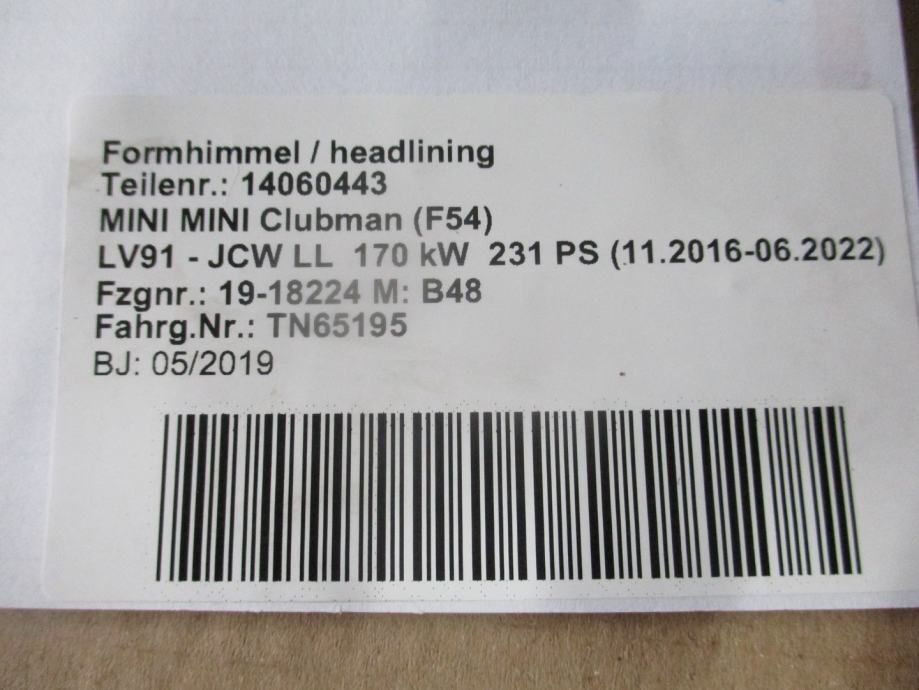 Formhimmel / headlining
Teilenr.: 14060443
MINI MINI Clubman (F54)
LV91 - JCW LL 170 kW 231 PS (11.2016-06.2022)
Fzgnr.: 19-18224 M: B48
Fahrg.Nr.: TN65195
BJ: 05/2019